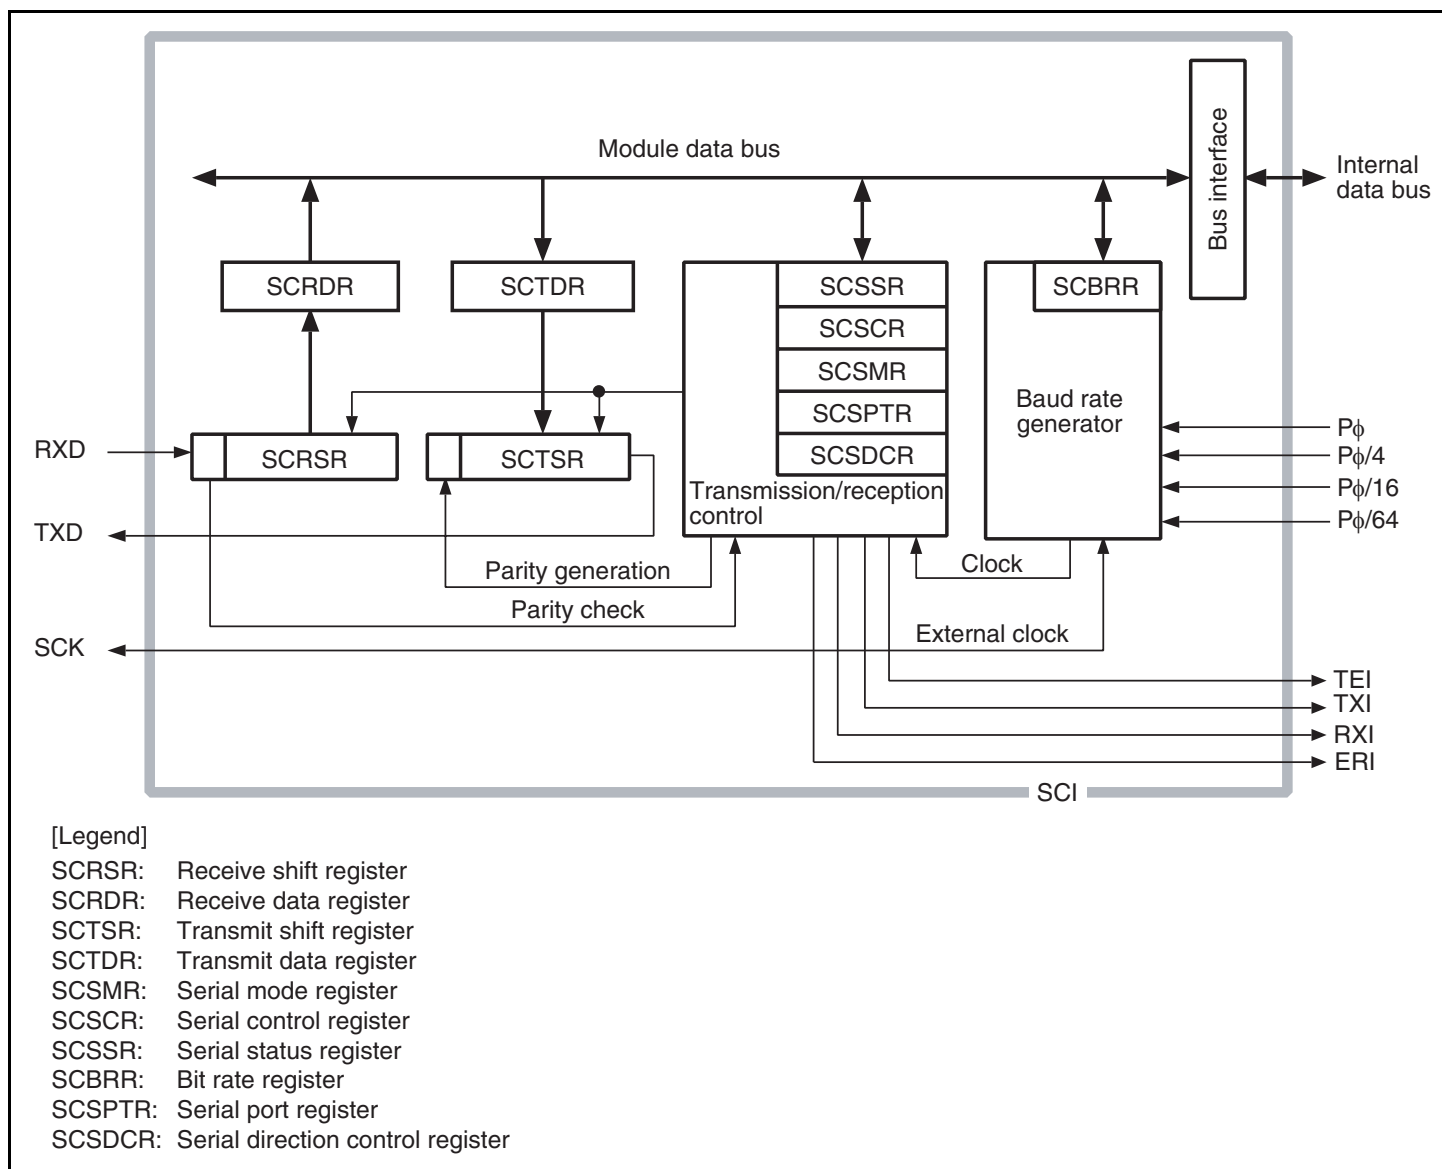 Module data bus
Bus interface
Internal
data bus
SCRDR
SCTDR
SCSSR
SCBRR
SCSCR
SCSMR
SCSPTR
SCSDCR
Baud rate
generator
RXD
SCRSR
SCTSR
Transmission/reception
control
Pϕ
Pϕ/4
Pϕ/16
Pϕ/64
TXD
Parity generation
Clock
Parity check
External clock
SCK
TEI
TXI
RXI
ERI
SCI
[Legend]
SCRSR: Receive shift register
SCRDR: Receive data register
SCTSR: Transmit shift register
SCTDR: Transmit data register
SCSMR: Serial mode register
SCSCR: Serial control register
SCSSR: Serial status register
SCBRR: Bit rate register
SCSPTR: Serial port register
SCSDCR: Serial direction control register